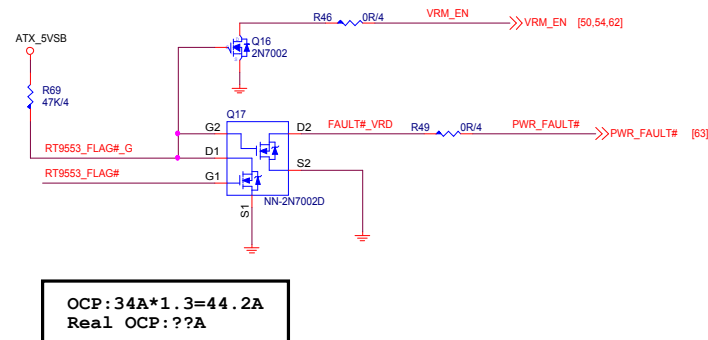 R46 0R/4 VRM_EN VRM_EN [50,54,62]
ATX_5VSB
Q16
2N7002
R69
47K/4
Q17
G2 D2 FAULT#_VRD R49 0R/4 PWR_FAULT# PWR_FAULT# [63]
RT9553_FLAG#_G D1
S2
RT9553_FLAG# G1
NN-2N7002D
S1
OCP:34A*1.3=44.2A
Real OCP:??A